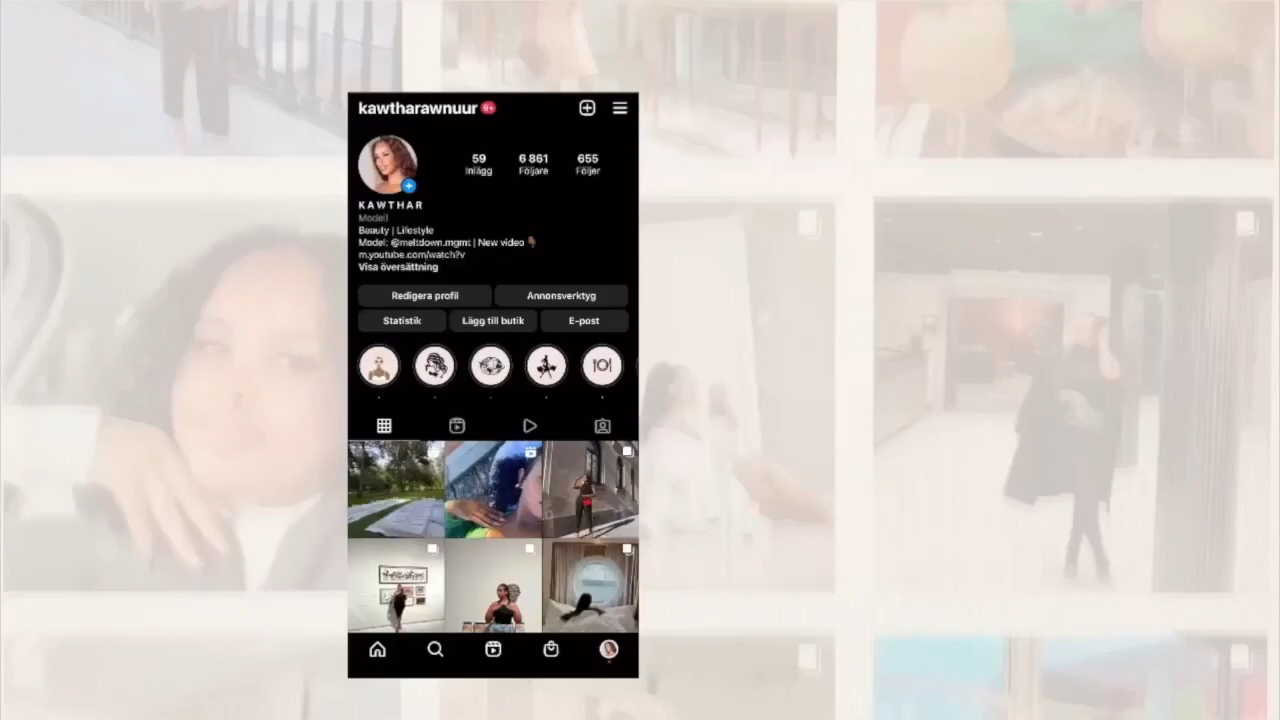 kawtharawnuur 9+
59 6 861 655
Inlägg Följare Följer
KAWTHAR
Modell
Beauty | Lifestyle
Model: @meltdown.mgmt | New video
m.youtube.com/watch?v
Visa översättning
Redigera profil Annonsverktyg
Statistik Lägg till butik E-post